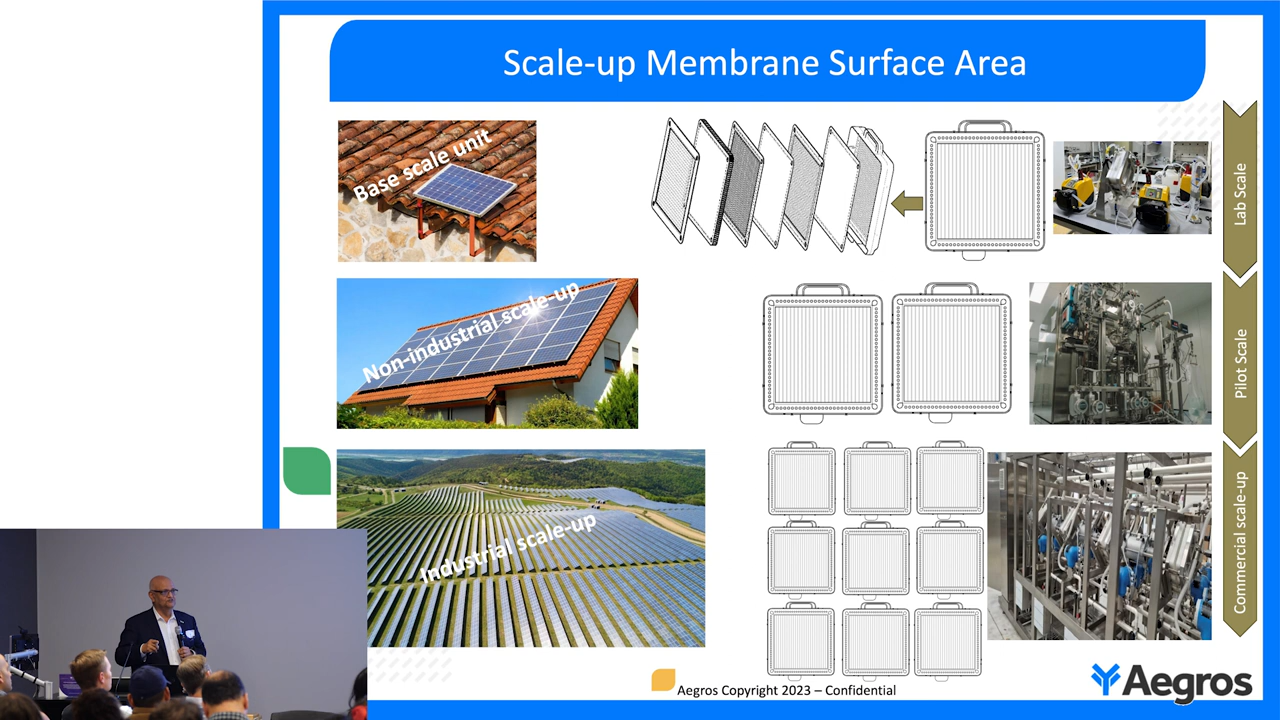 Scale-up Membrane Surface Area
Base scale unit
Lab Scale
Non-industrial scale-up
Pilot Scale
Industrial scale-up
Commercial scale-up
Aegros Copyright 2023 – Confidential
Aegros